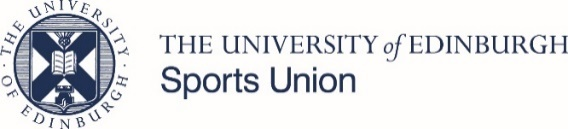 THE UNIVERSITY
OF EDINBURGH
THE UNIVERSITY of EDINBURGH
Sports Union